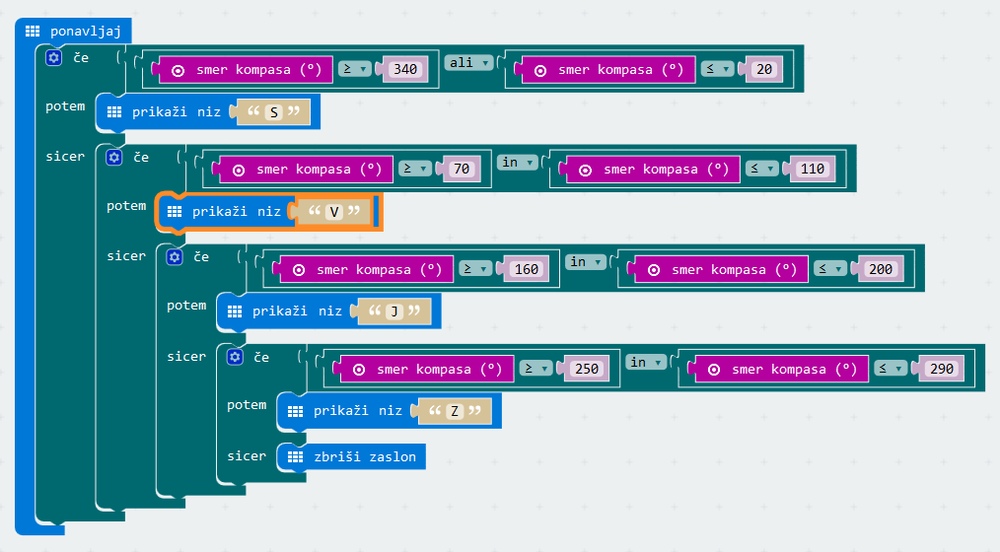 ponavljaj
če smer kompasa (º) ≥ 340 ali smer kompasa (º) ≤ 20
potem prikaži niz “ S ”
sicer če smer kompasa (º) ≥ 70 in smer kompasa (º) ≤ 110
potem prikaži niz “ V ”
sicer če smer kompasa (º) ≥ 160 in smer kompasa (º) ≤ 200
potem prikaži niz “ J ”
sicer če smer kompasa (º) ≥ 250 in smer kompasa (º) ≤ 290
potem prikaži niz “ Z ”
sicer zbriši zaslon